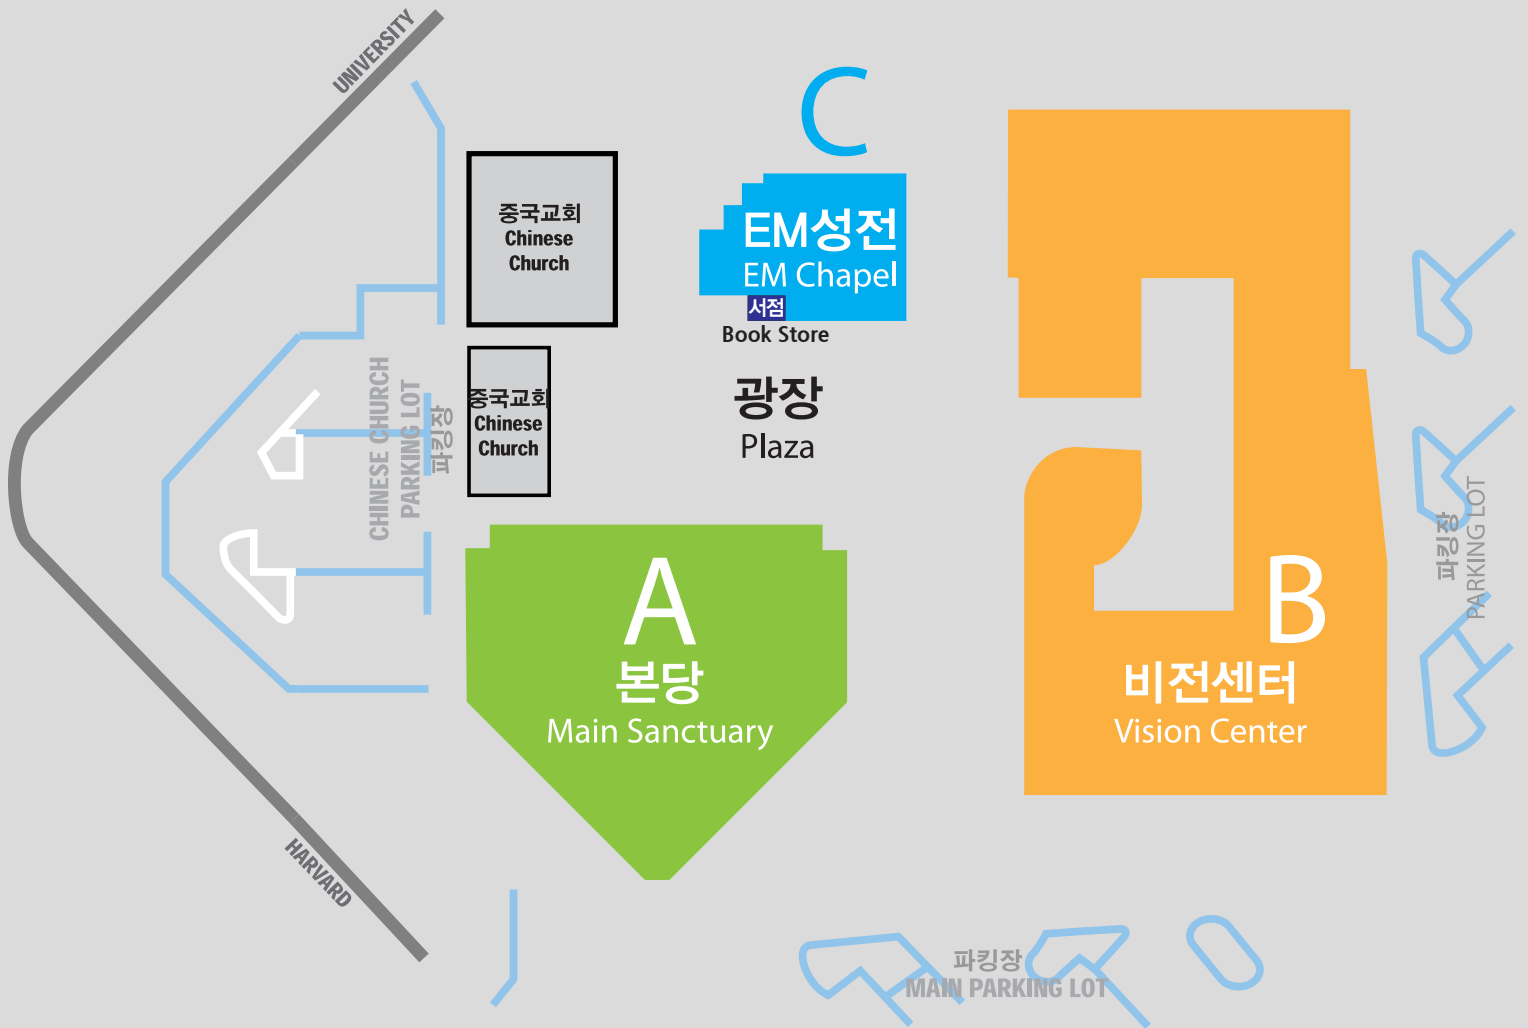 UNIVERSITY
C
중국교회
Chinese
Church
EM성전
EM Chapel
서점
Book Store
중국교회
Chinese
Church
CHINESE CHURCH
PARKING LOT
파킹장
광장
Plaza
A
본당
Main Sanctuary
B
비전센터
Vision Center
파킹장
PARKING LOT
HARVARD
파킹장
MAIN PARKING LOT